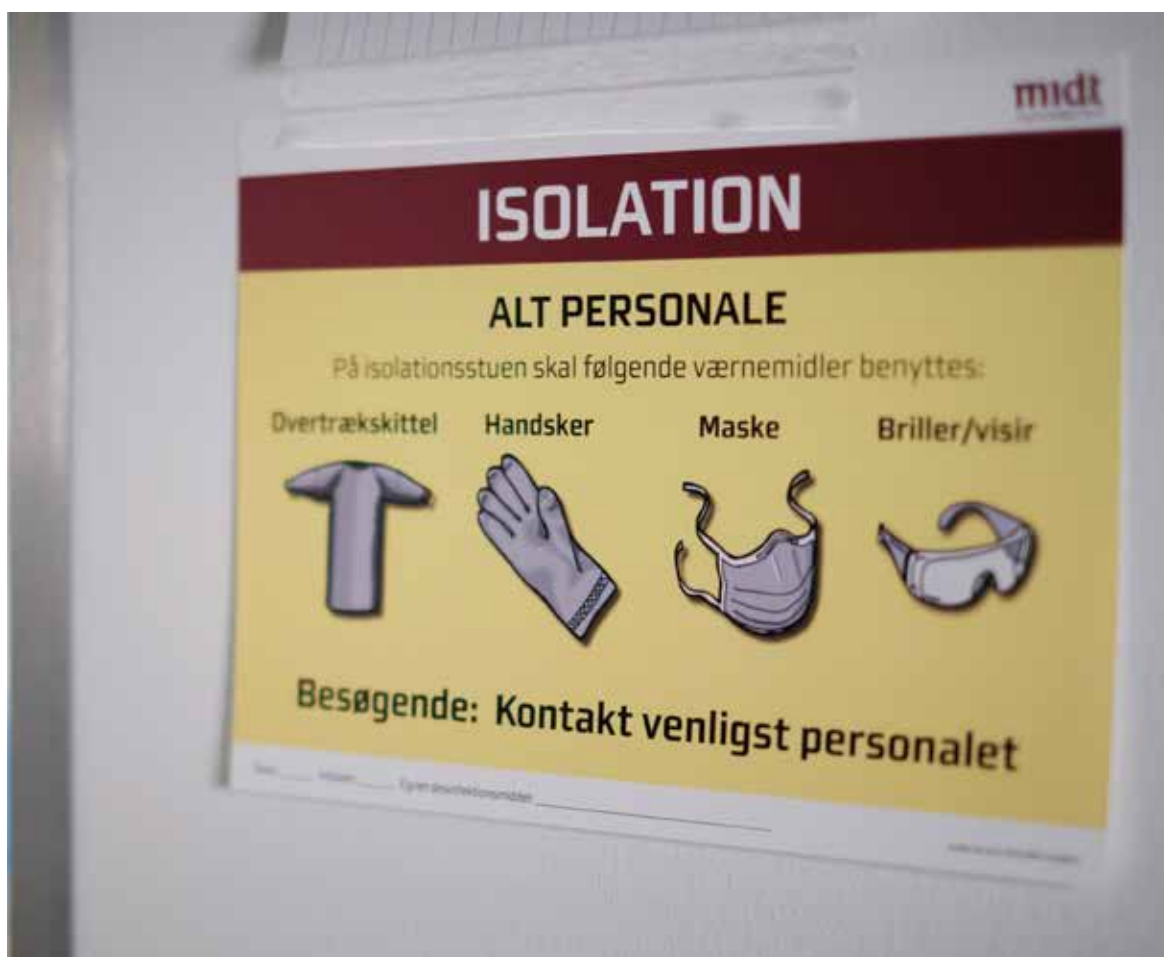 midt
ISOLATION
ALT PERSONALE
På isolationsstuen skal følgende værnemidler benyttes:
Overtrækskittel Handsker Maske Briller/visir
Besøgende: Kontakt venligst personalet